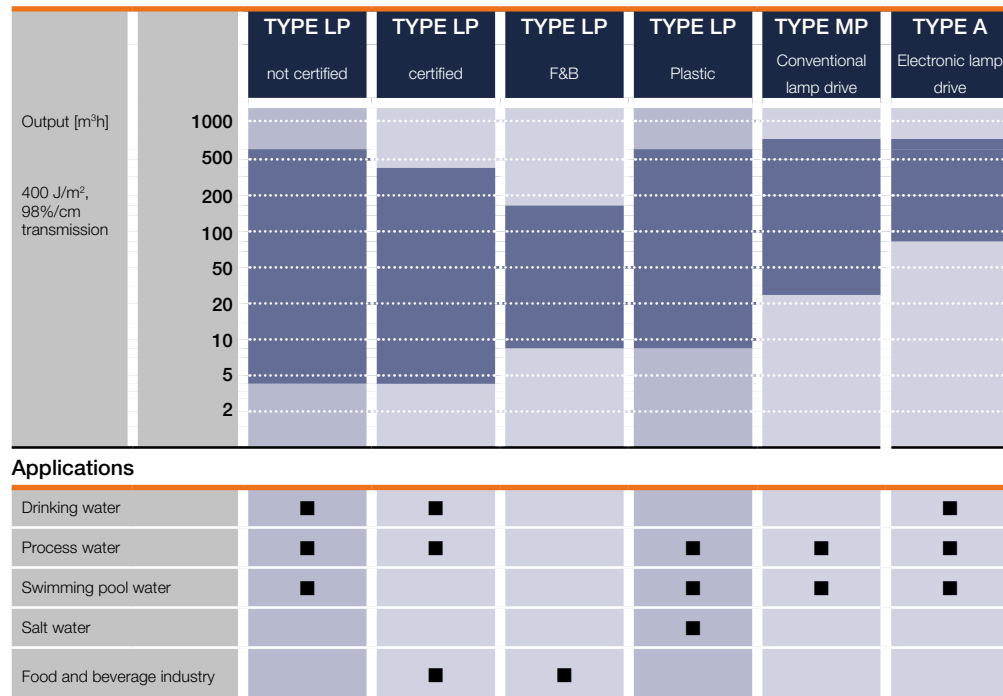 TYPE LP TYPE LP TYPE LP TYPE LP TYPE MP TYPE A
not certified certified F&B Plastic Conventional lamp drive Electronic lamp drive
Output [m³h]
400 J/m²,
98%/cm
transmission
1000
500
200
100
50
20
10
5
2
Applications
Drinking water ■ ■ ■
Process water ■ ■ ■ ■ ■
Swimming pool water ■ ■ ■ ■
Salt water ■
Food and beverage industry ■ ■